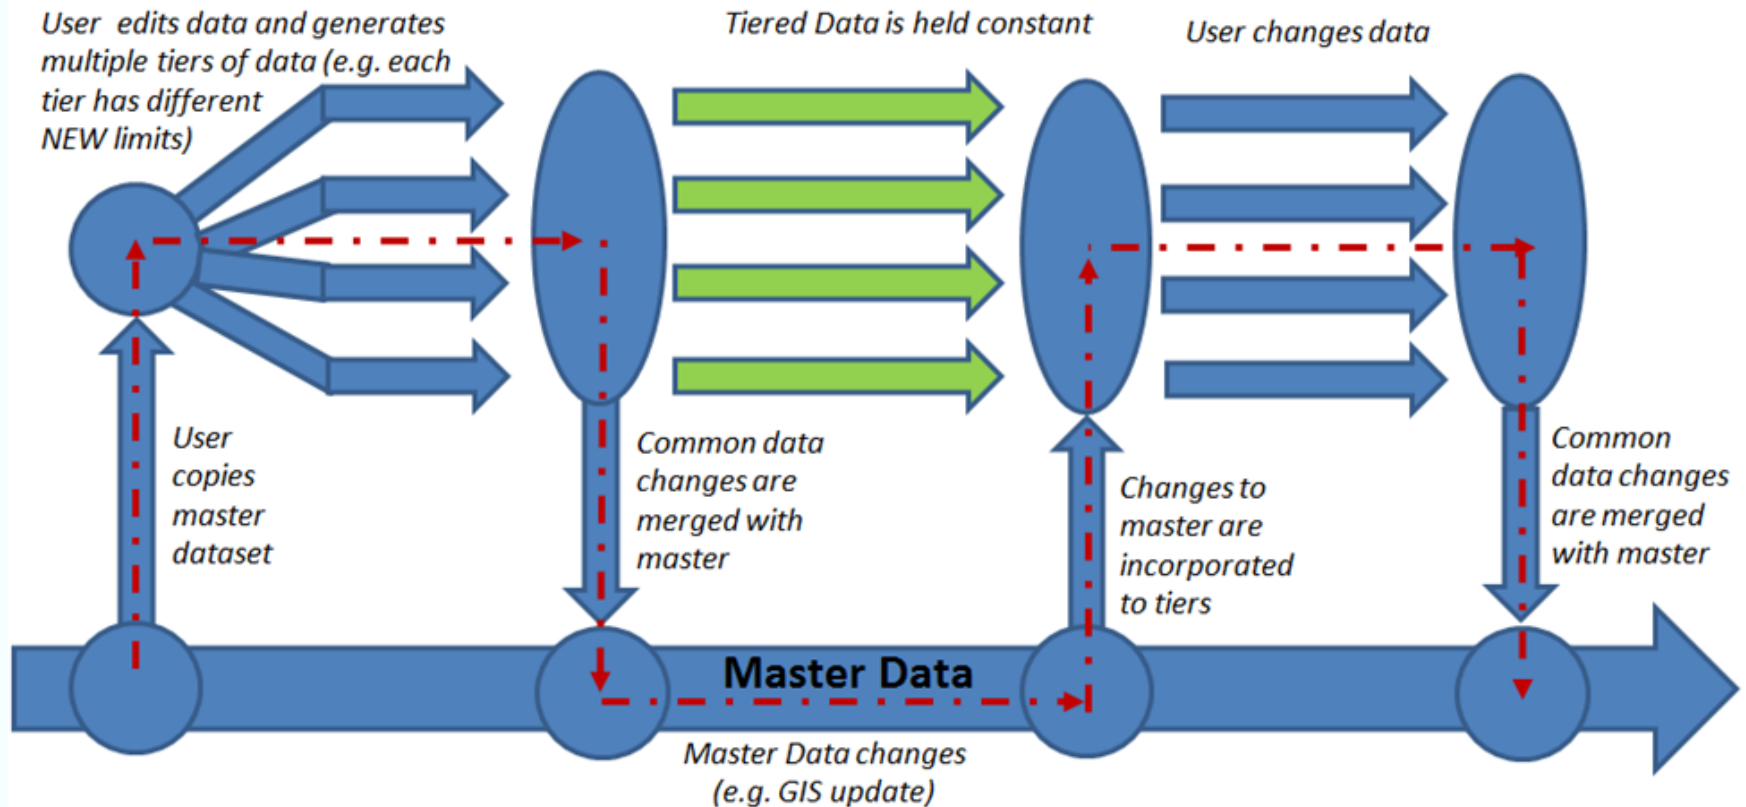 User edits data and generates
multiple tiers of data (e.g. each
tier has different
NEW limits)
Tiered Data is held constant
User changes data
User
copies
master
dataset
Common data
changes are
merged with
master
Changes to
master are
incorporated
to tiers
Common
data changes
are merged
with master
Master Data
Master Data changes
(e.g. GIS update)